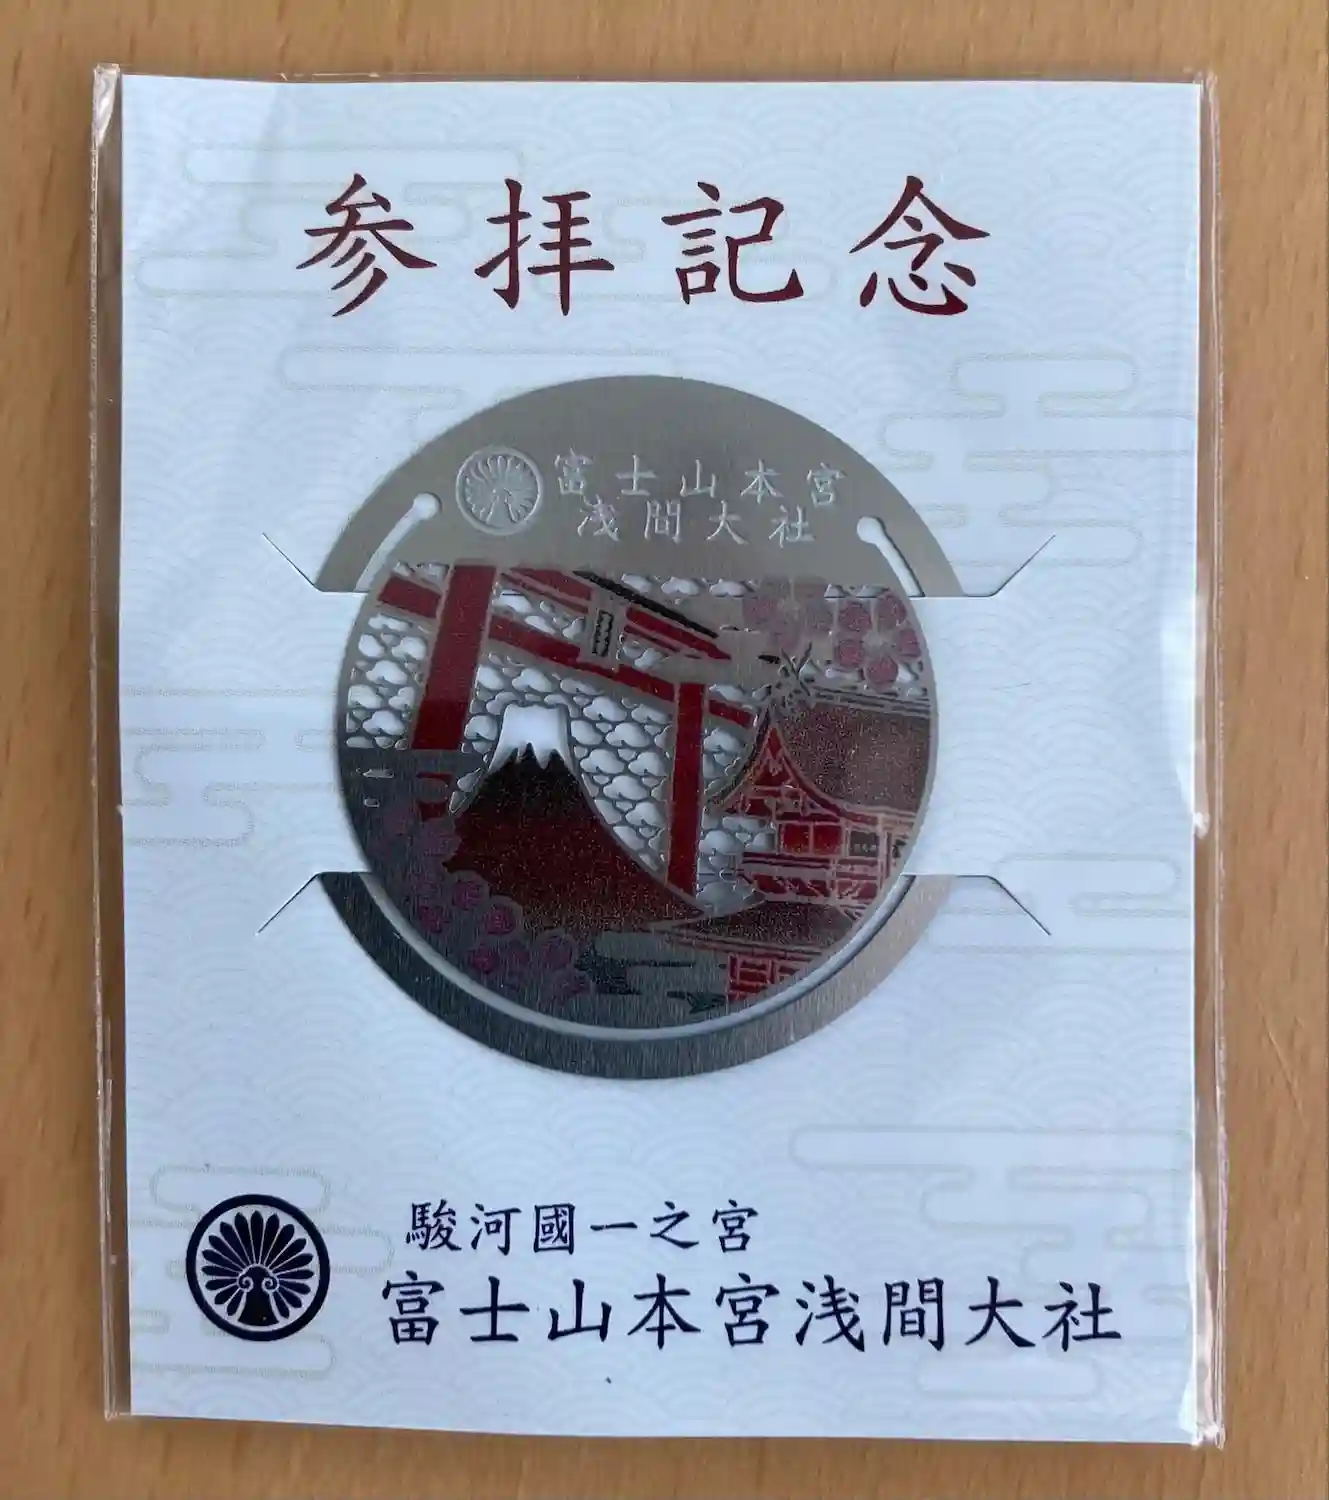 参拝記念
富士山本宮
浅間大社
駿河國一之宮
富士山本宮浅間大社